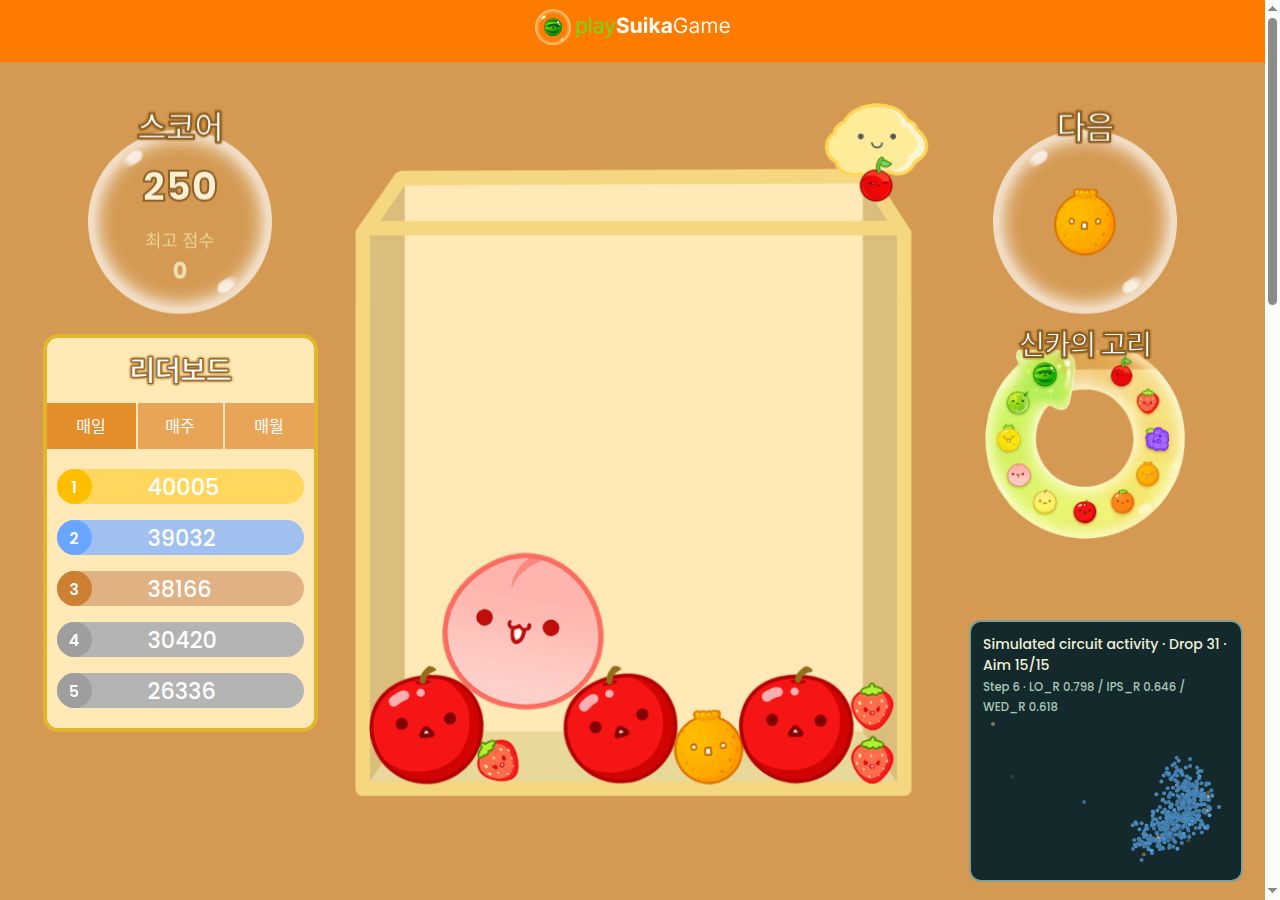 playSuikaGame
스코어
250
최고 점수
0
다음
신카의 고리
리더보드
매일 매주 매월
1 40005
2 39032
3 38166
4 30420
5 26336
Simulated circuit activity · Drop 31 ·
Aim 15/15
Step 6 · LO_R 0.798 / IPS_R 0.646 /
WED_R 0.618